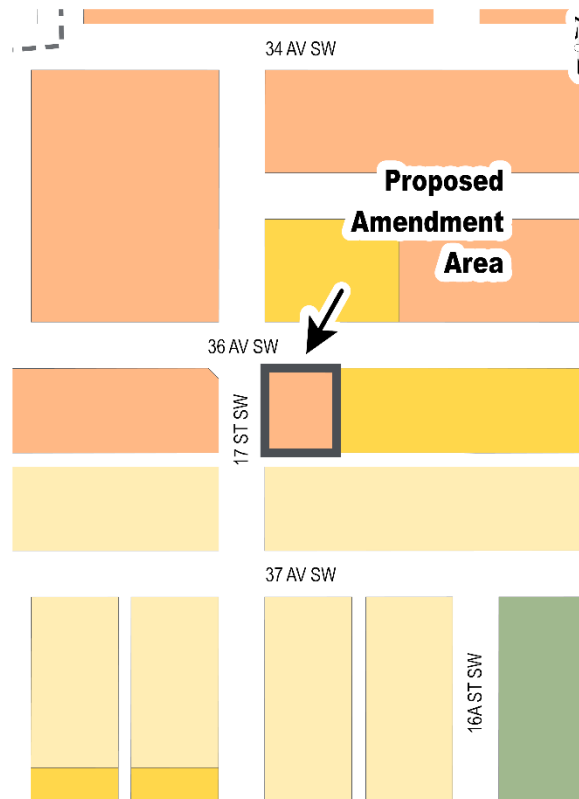 34 AV SW
Proposed
Amendment
Area
36 AV SW
17 ST SW
37 AV SW
16A ST SW